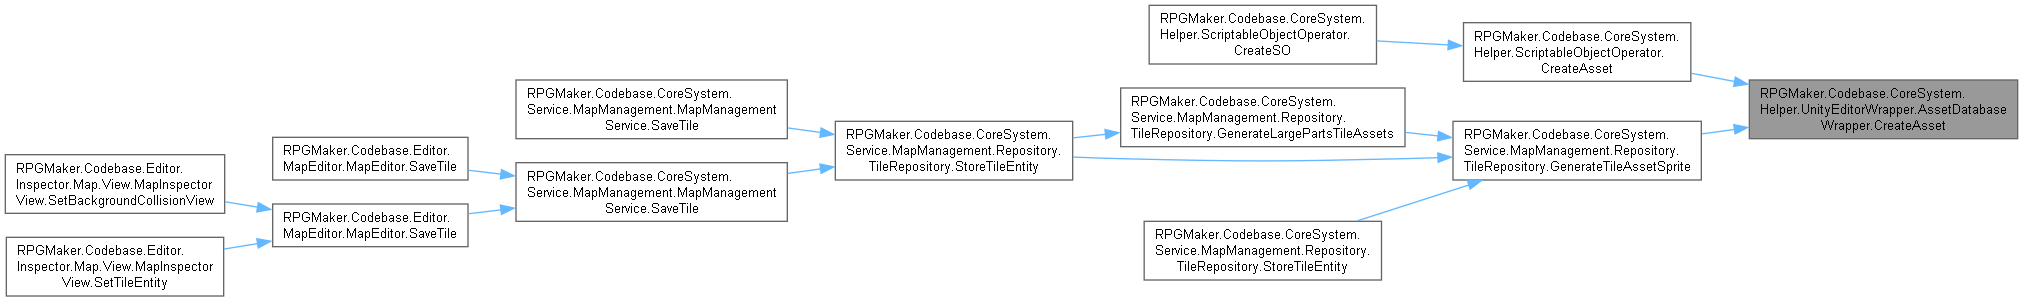 RPGMaker.Codebase.CoreSystem.
Helper.ScriptableObjectOperator.
CreateSO
RPGMaker.Codebase.CoreSystem.
Helper.ScriptableObjectOperator.
CreateAsset
RPGMaker.Codebase.CoreSystem.
Helper.UnityEditorWrapper.AssetDatabase
Wrapper.CreateAsset
RPGMaker.Codebase.CoreSystem.
Service.MapManagement.MapManagement
Service.SaveTile
RPGMaker.Codebase.CoreSystem.
Service.MapManagement.Repository.
TileRepository.GenerateLargePartsTileAssets
RPGMaker.Codebase.CoreSystem.
Service.MapManagement.Repository.
TileRepository.StoreTileEntity
RPGMaker.Codebase.CoreSystem.
Service.MapManagement.Repository.
TileRepository.GenerateTileAssetSprite
RPGMaker.Codebase.Editor.
MapEditor.MapEditor.SaveTile
RPGMaker.Codebase.Editor.
Inspector.Map.View.MapInspector
View.SetBackgroundCollisionView
RPGMaker.Codebase.CoreSystem.
Service.MapManagement.MapManagement
Service.SaveTile
RPGMaker.Codebase.Editor.
MapEditor.MapEditor.SaveTile
RPGMaker.Codebase.Editor.
Inspector.Map.View.MapInspector
View.SetTileEntity
RPGMaker.Codebase.CoreSystem.
Service.MapManagement.Repository.
TileRepository.StoreTileEntity